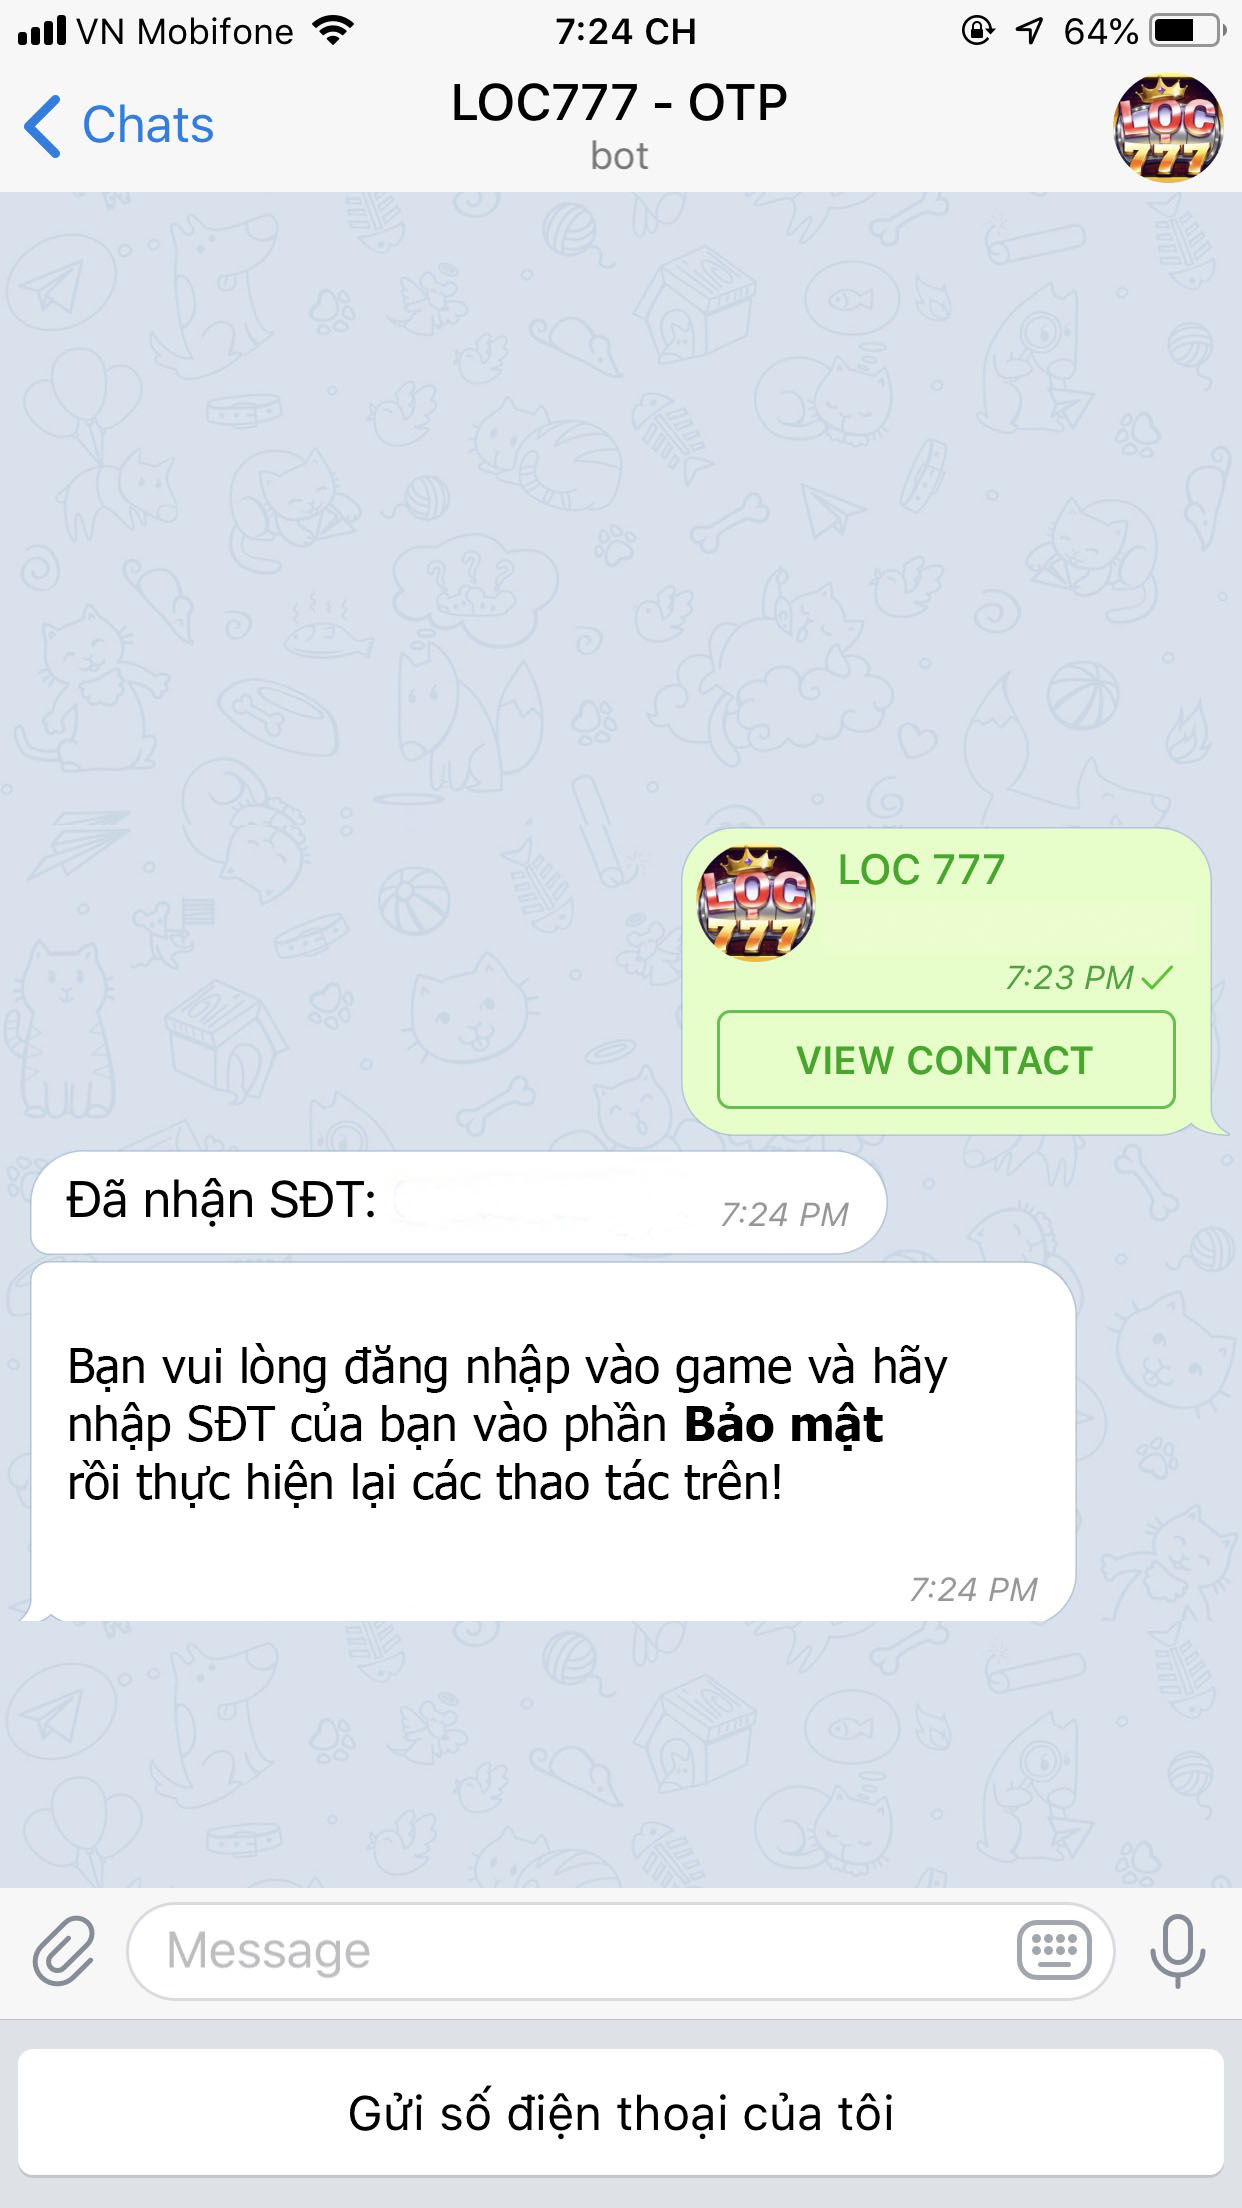 VN Mobifone
7:24 CH
64%
Chats
LOC777 - OTP
bot
LỘC
777
LỘC
777
LOC 777
7:23 PM
VIEW CONTACT
Đã nhận SĐT:
7:24 PM
Bạn vui lòng đăng nhập vào game và hãy
nhập SĐT của bạn vào phần Bảo mật
rồi thực hiện lại các thao tác trên!
7:24 PM
Message
Gửi số điện thoại của tôi